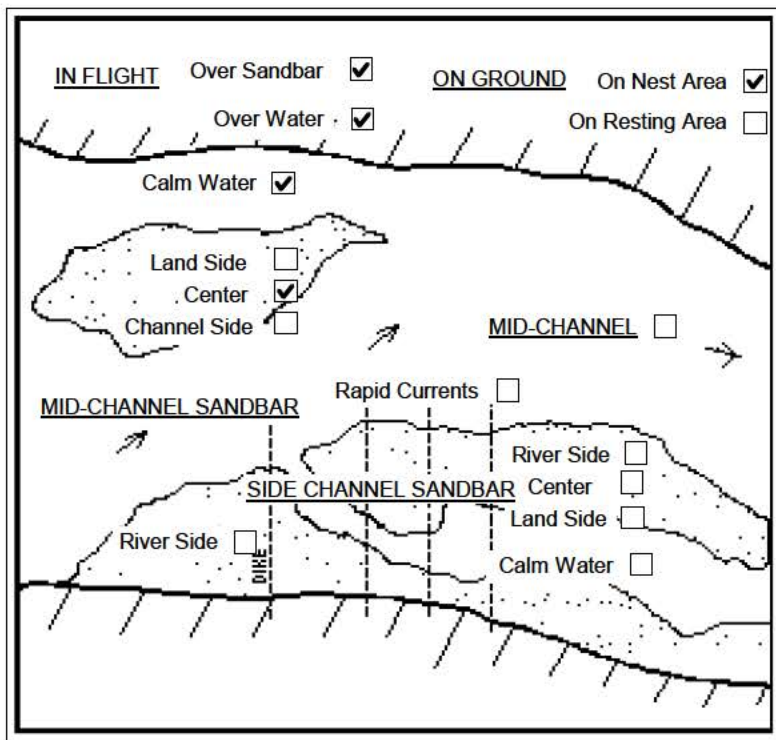 IN FLIGHT Over Sandbar ON GROUND On Nest Area
Over Water On Resting Area
Calm Water
Land Side
Center
Channel Side
MID-CHANNEL
Rapid Currents
MID-CHANNEL SANDBAR
River Side
SIDE CHANNEL SANDBAR Center
Land Side
River Side
DIKE
Calm Water